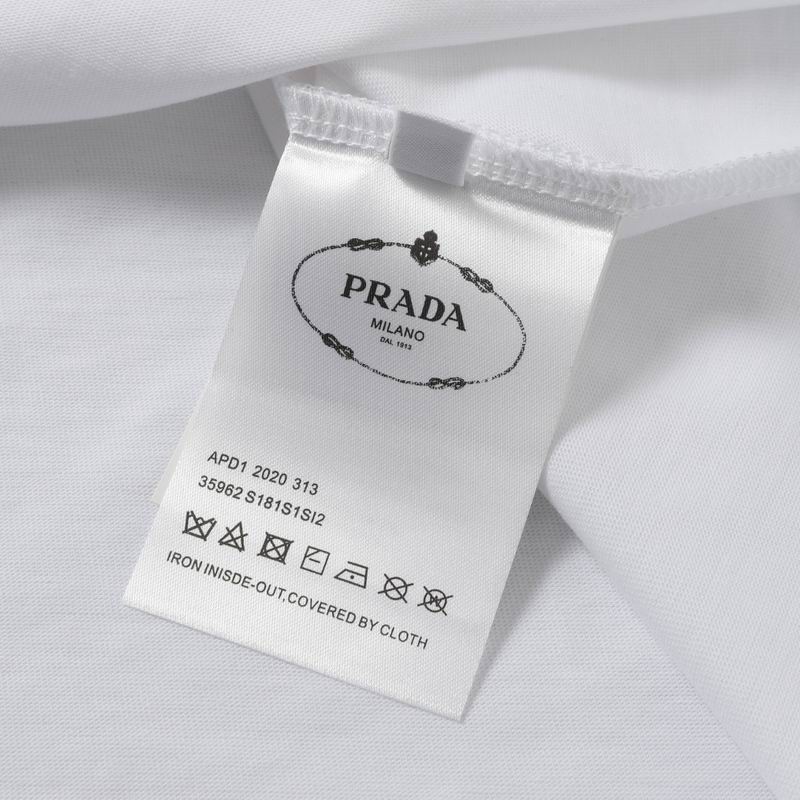 PRADA
MILANO
DAL 1913
APD1 2020 313
35962 S181S1SI2
IRON INISDE-OUT,COVERED BY CLOTH